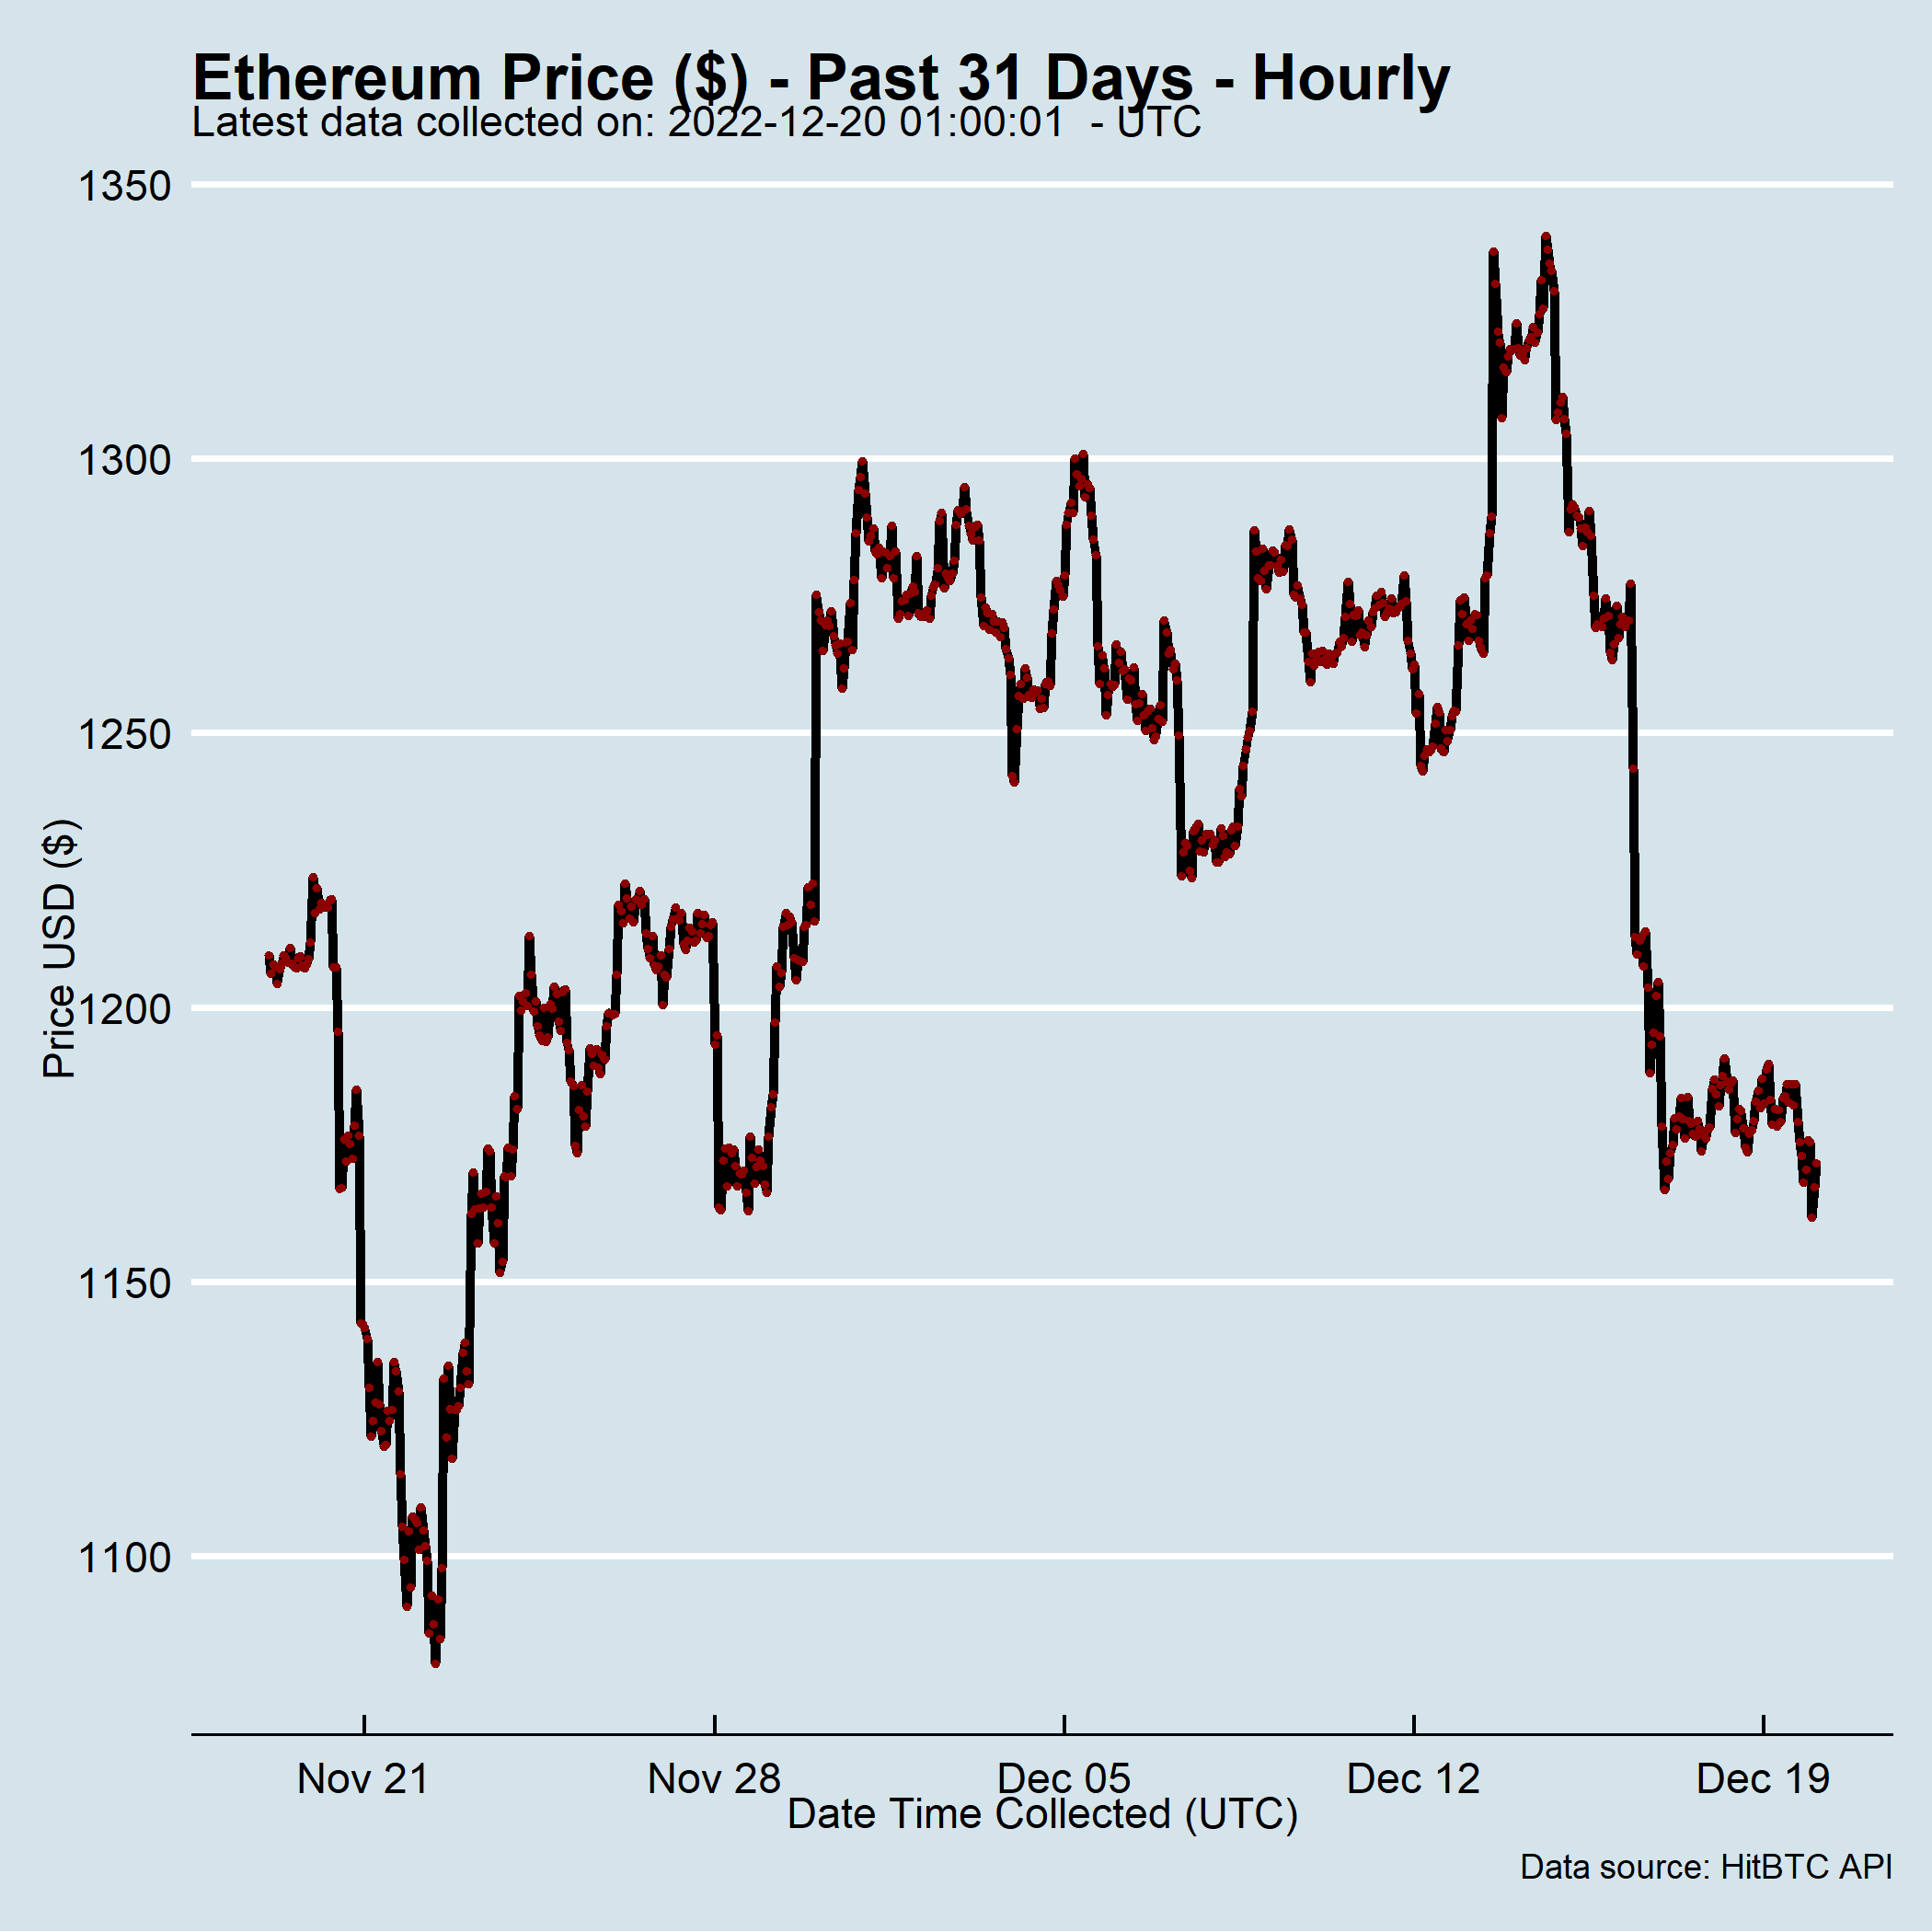 Ethereum Price ($) - Past 31 Days - Hourly
Latest data collected on: 2022-12-20 01:00:01  - UTC
1350
1300
1250
1200
1150
1100
Price USD ($)
Nov 21
Nov 28
Dec 05
Dec 12
Dec 19
Date Time Collected (UTC)
Data source: HitBTC API